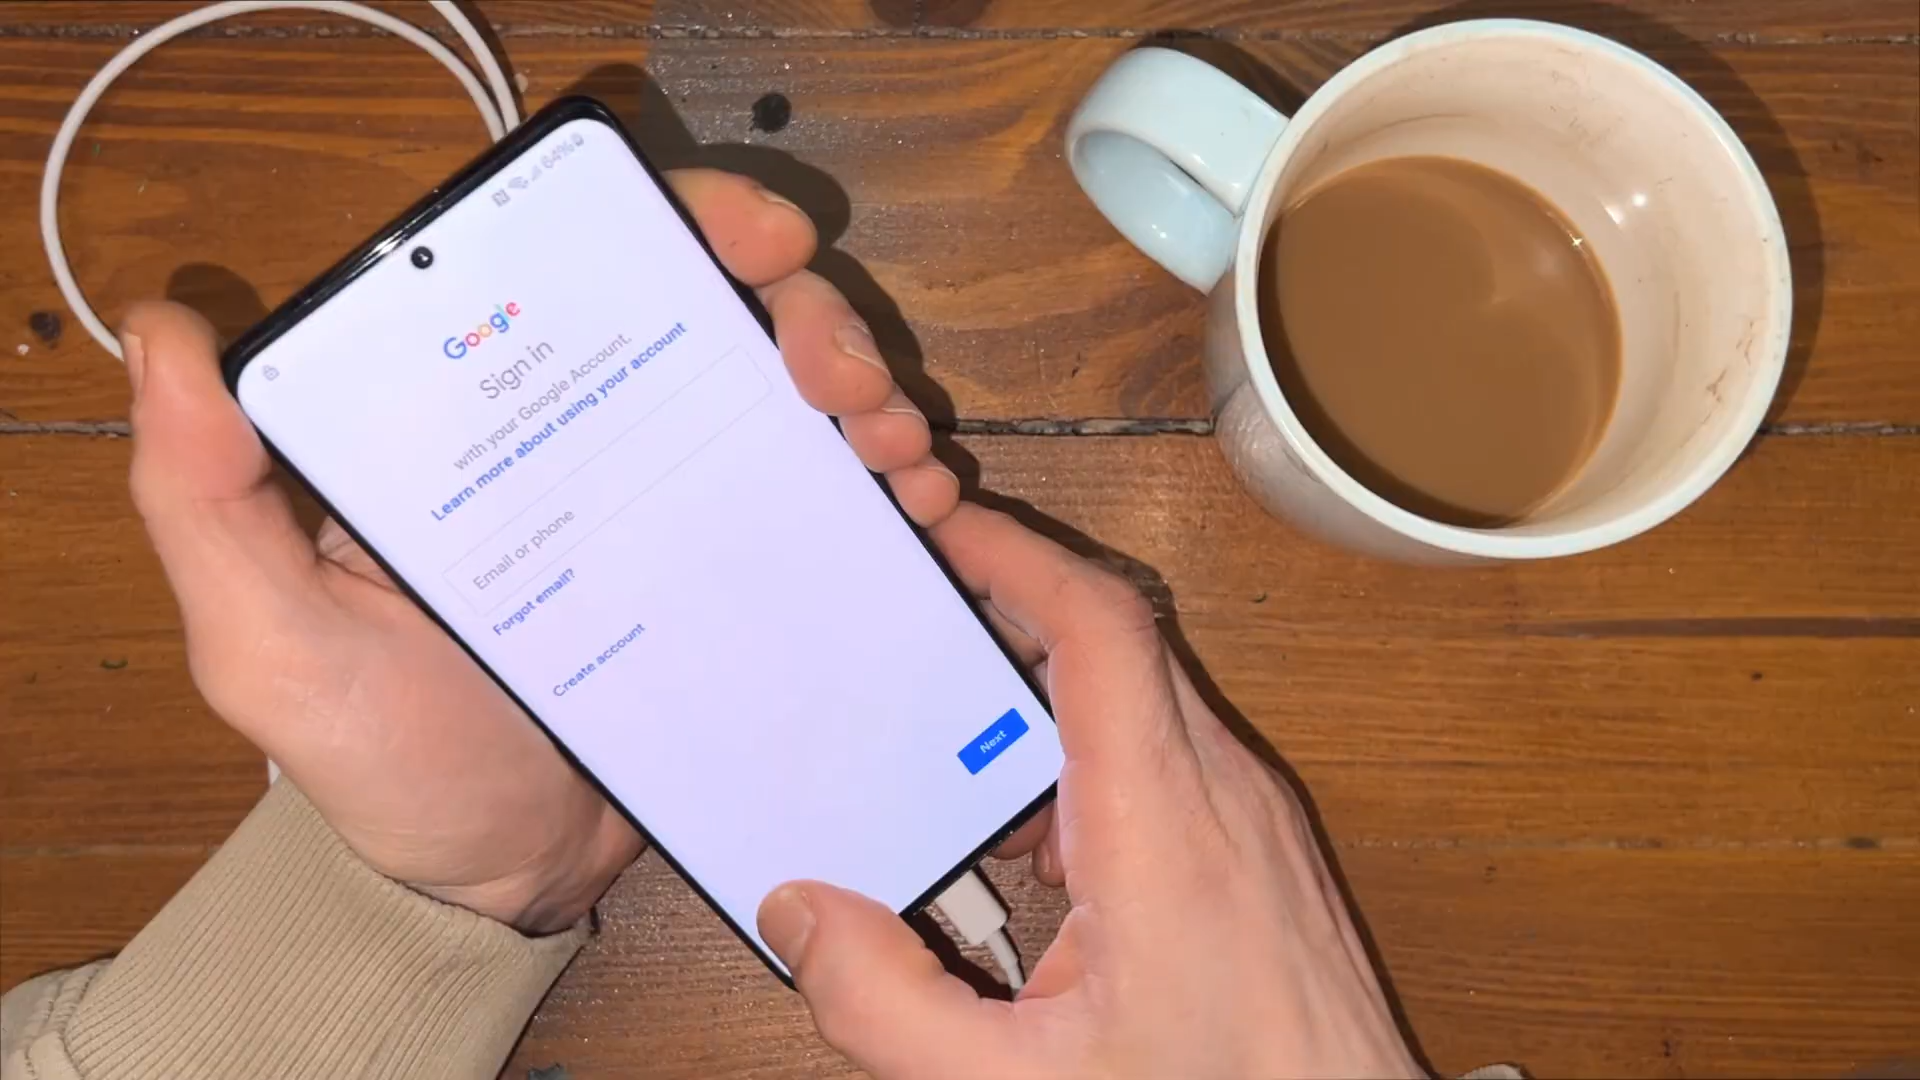 64%
Google
Sign in
with your Google Account.
Learn more about using your account
Email or phone
Forgot email?
Create account
Next